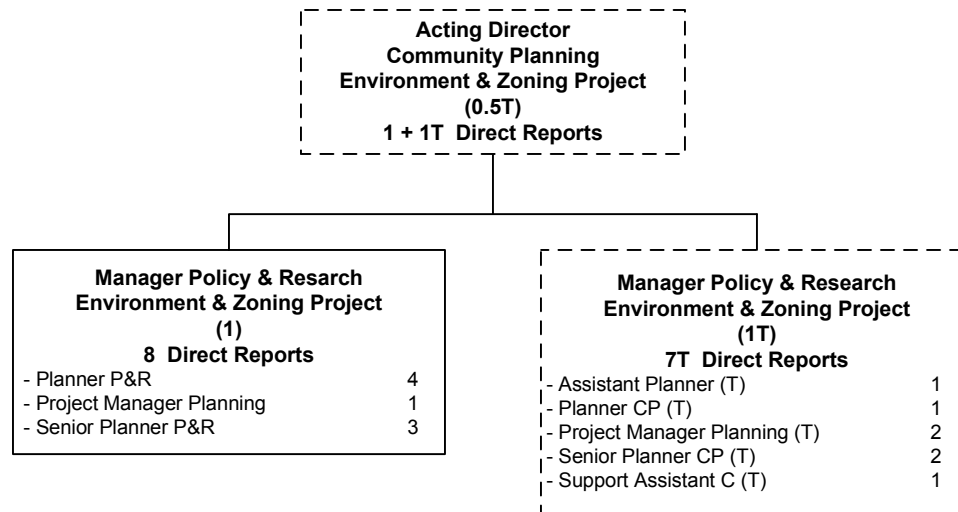 Acting Director
Community Planning
Environment & Zoning Project
(0.5T)
1 + 1T Direct Reports
Manager Policy & Resarch
Environment & Zoning Project
(1)
8 Direct Reports
- Planner P&R 4
- Project Manager Planning 1
- Senior Planner P&R 3
Manager Policy & Research
Environment & Zoning Project
(1T)
7T Direct Reports
- Assistant Planner (T) 1
- Planner CP (T) 1
- Project Manager Planning (T) 2
- Senior Planner CP (T) 2
- Support Assistant C (T) 1